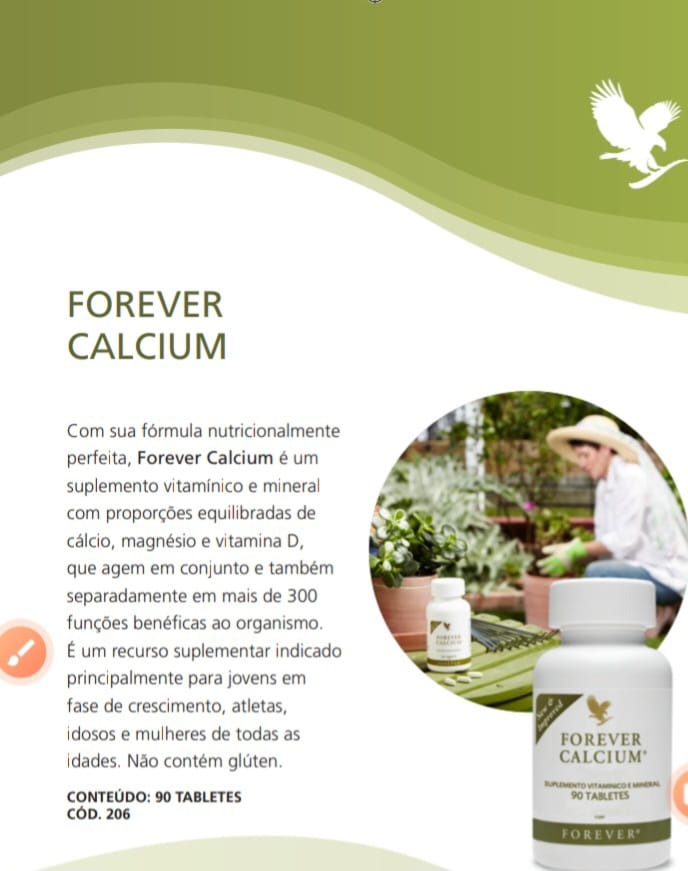 FOREVER
CALCIUM
Com sua fórmula nutricionalmente
perfeita, Forever Calcium é um
suplemento vitamínico e mineral
com proporções equilibradas de
cálcio, magnésio e vitamina D,
que agem em conjunto e também
separadamente em mais de 300
funções benéficas ao organismo.
É um recurso suplementar indicado
principalmente para jovens em
fase de crescimento, atletas,
idosos e mulheres de todas as
idades. Não contém glúten.
CONTEÚDO: 90 TABLETES
CÓD. 206
FOREVER
CALCIUM
New &
Improved
FOREVER
CALCIUM®
SUPLEMENTO VITAMINICO E MINERAL
90 TABLETES
FOREVER®